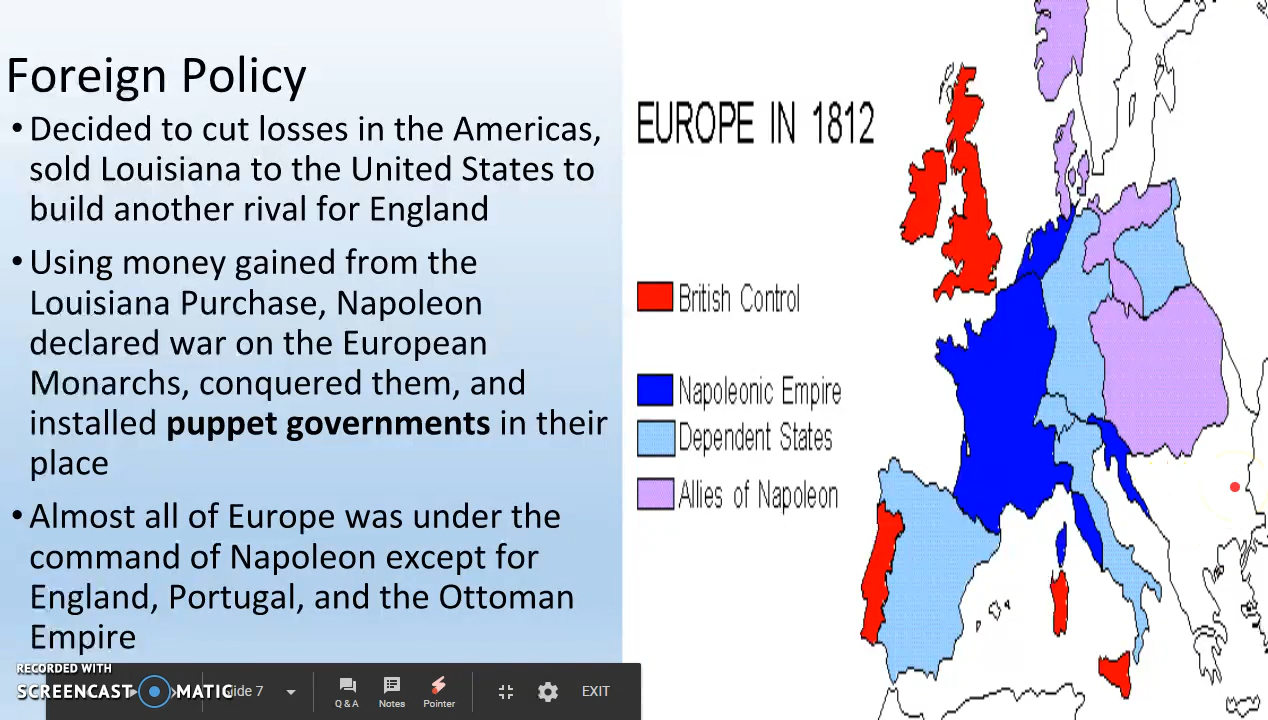 Foreign Policy
•Decided to cut losses in the Americas,
sold Louisiana to the United States to
build another rival for England
•Using money gained from the
Louisiana Purchase, Napoleon
declared war on the European
Monarchs, conquered them, and
installed puppet governments in their
place
•Almost all of Europe was under the
command of Napoleon except for
England, Portugal, and the Ottoman
Empire
EUROPE IN 1812
British Control
Napoleonic Empire
Dependent States
Allies of Napoleon
RECORDED WITH
SCREENCAST MATIC
lide 7
Q & A
Notes
Pointer
EXIT